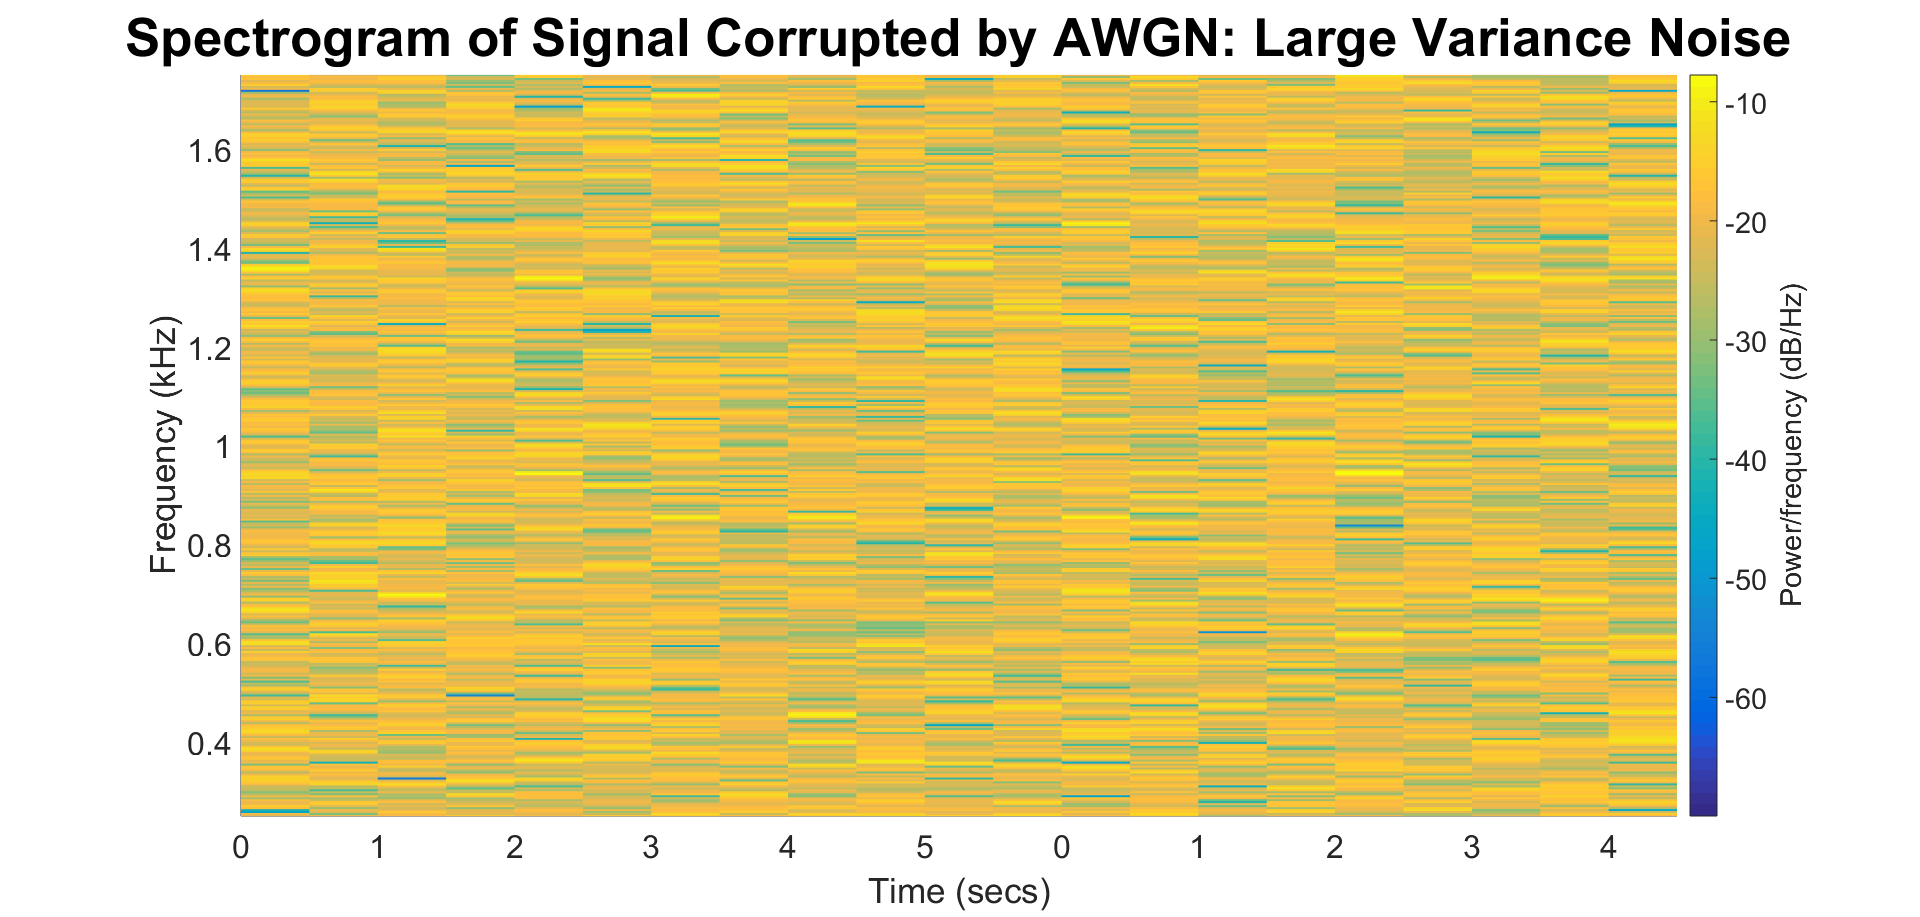 Spectrogram of Signal Corrupted by AWGN: Large Variance Noise
1.6
1.4
1.2
1
0.8
0.6
0.4
Frequency (kHz)
0 1 2 3 4 5 0 1 2 3 4
Time (secs)
-10
-20
-30
-40
-50
-60
Power/frequency (dB/Hz)